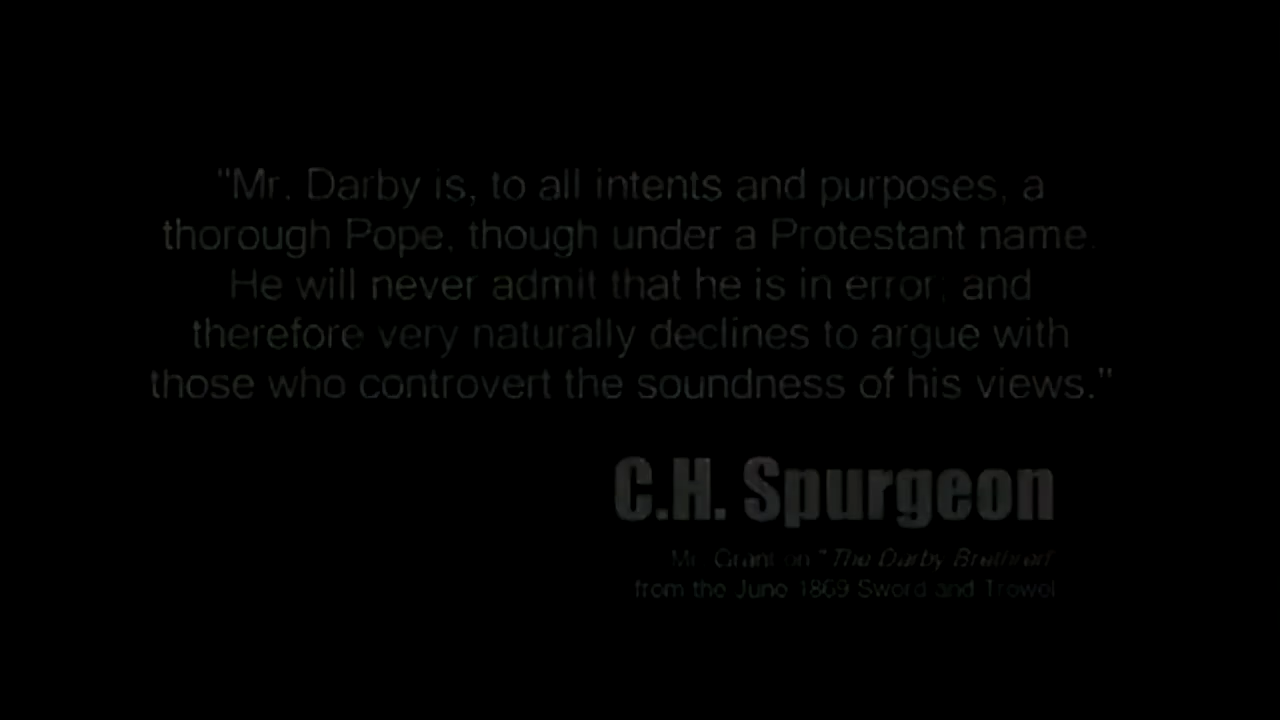 "Mr. Darby is, to all intents and purposes, a
thorough Pope, though under a Protestant name.
He will never admit that he is in error; and
therefore very naturally declines to argue with
those who controvert the soundness of his views."
C.H. Spurgeon
Mr. Grant on "The Darby Brethren"
from the June 1869 Sword and Trowel